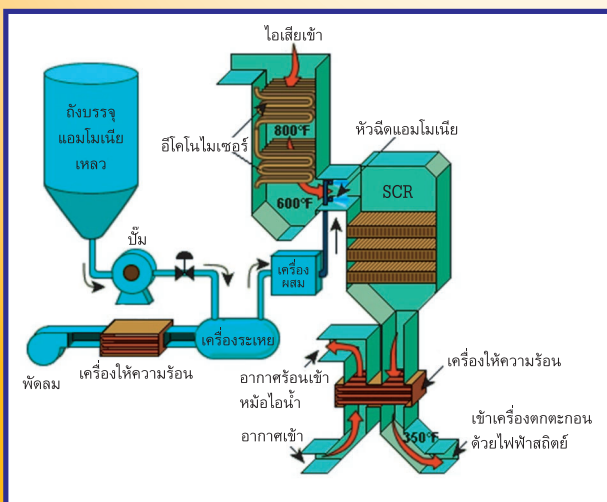 ไอเสียเข้า
ถังบรรจุ
แอมโมเนีย
เหลว
800°F
อีโคโนไมเซอร์
หัวฉีดแอมโมเนีย
600°F
SCR
ปั๊ม
เครื่อง
ผสม
เครื่องระเหย
เครื่องให้ความร้อน
พัดลม
อากาศร้อนเข้า
หม้อไอน้ำ
เครื่องให้ความร้อน
อากาศเข้า
350°F
เข้าเครื่องตกตะกอน
ด้วยไฟฟ้าสถิตย์